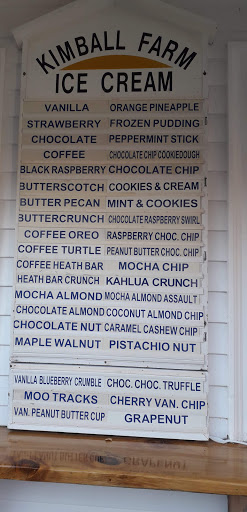 KIMBALL FARM
ICE CREAM
VANILLA ORANGE PINEAPPLE
STRAWBERRY FROZEN PUDDING
CHOCOLATE PEPPERMINT STICK
COFFEE CHOCOLATE CHIP COOKIEDOUGH
BLACK RASPBERRY CHOCOLATE CHIP
BUTTERSCOTCH COOKIES & CREAM
BUTTER PECAN MINT & COOKIES
BUTTERCRUNCH CHOCOLATE RASPBERRY SWIRL
COFFEE OREO RASPBERRY CHOC. CHIP
COFFEE TURTLE PEANUT BUTTER CHOC. CHIP
COFFEE HEATH BAR MOCHA CHIP
HEATH BAR CRUNCH KAHLUA CRUNCH
MOCHA ALMOND MOCHA ALMOND ASSAULT
CHOCOLATE ALMOND COCONUT ALMOND CHIP
CHOCOLATE NUT CARAMEL CASHEW CHIP
MAPLE WALNUT PISTACHIO NUT
VANILLA BLUEBERRY CRUMBLE CHOC. CHOC. TRUFFLE
MOO TRACKS CHERRY VAN. CHIP
VAN. PEANUT BUTTER CUP GRAPENUT